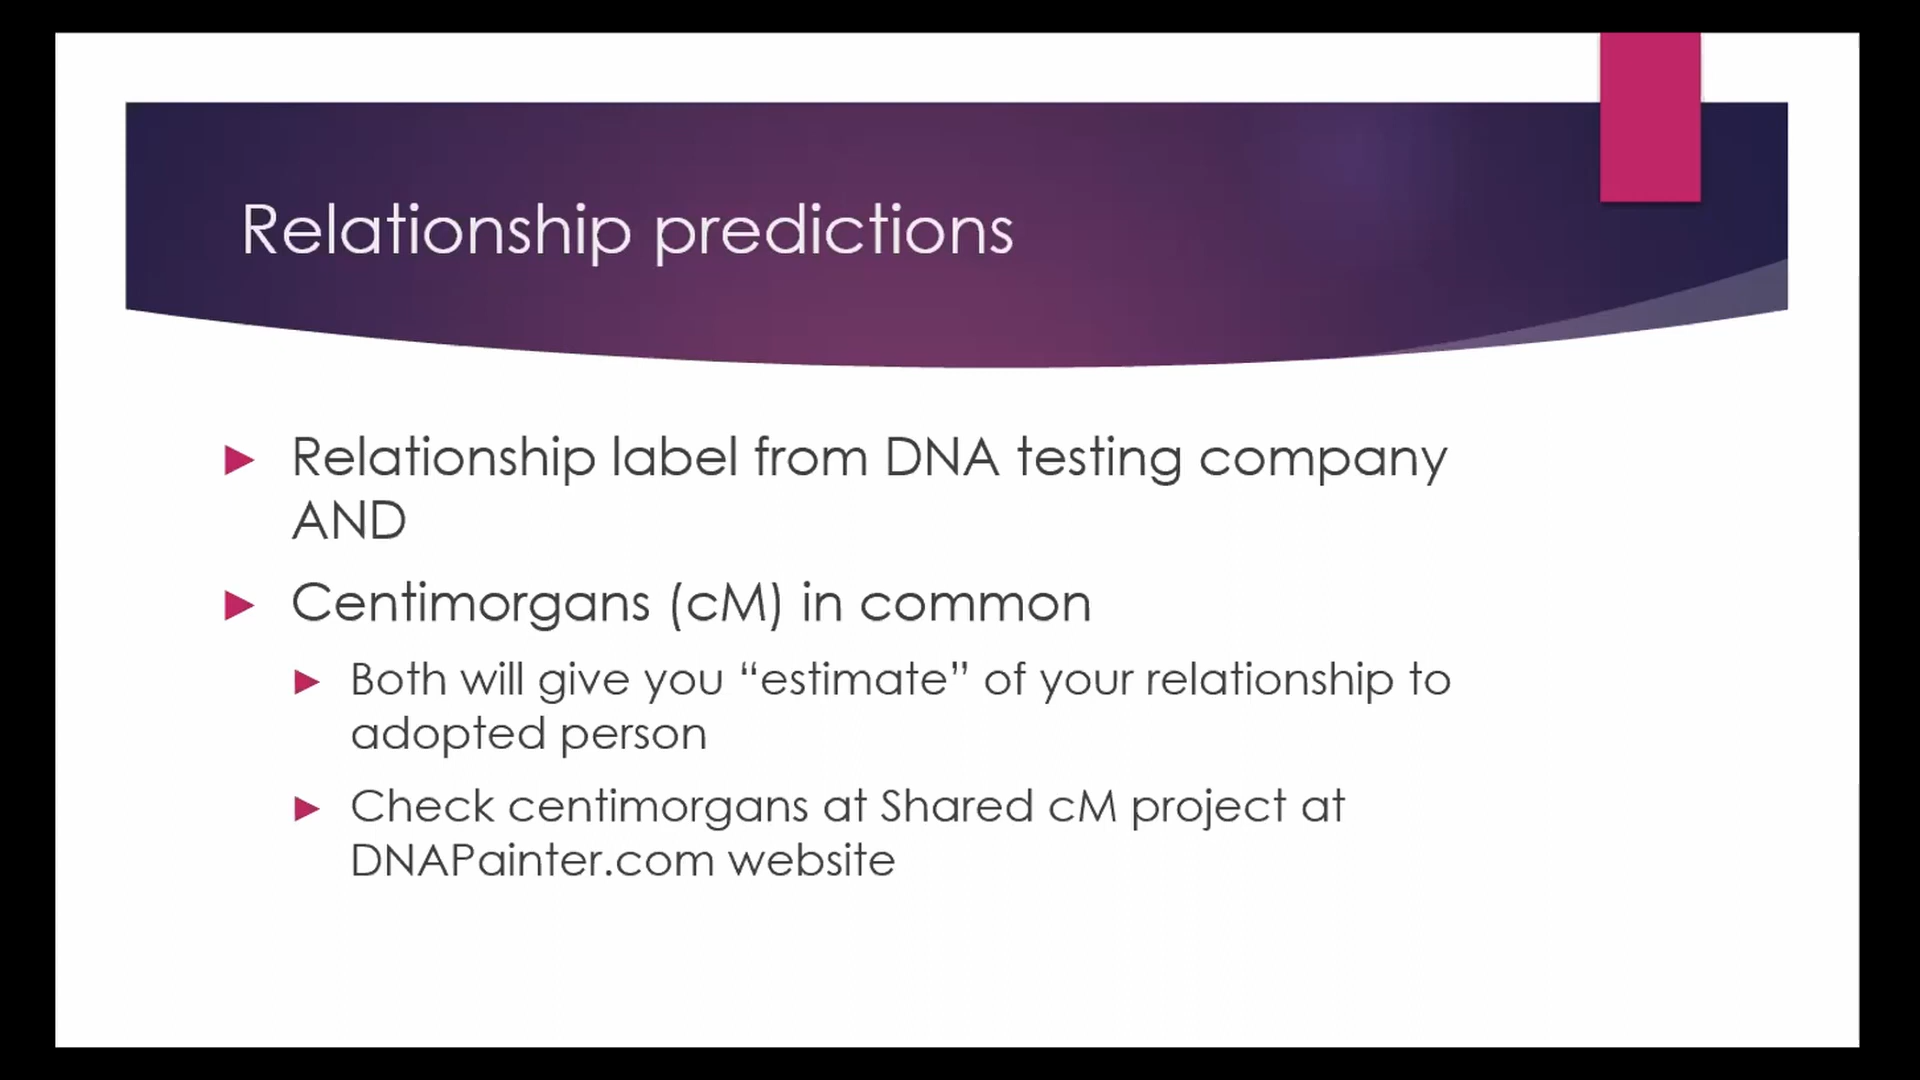 Relationship predictions
Relationship label from DNA testing company
AND
Centimorgans (cM) in common
Both will give you “estimate” of your relationship to
adopted person
Check centimorgans at Shared cM project at
DNAPainter.com website